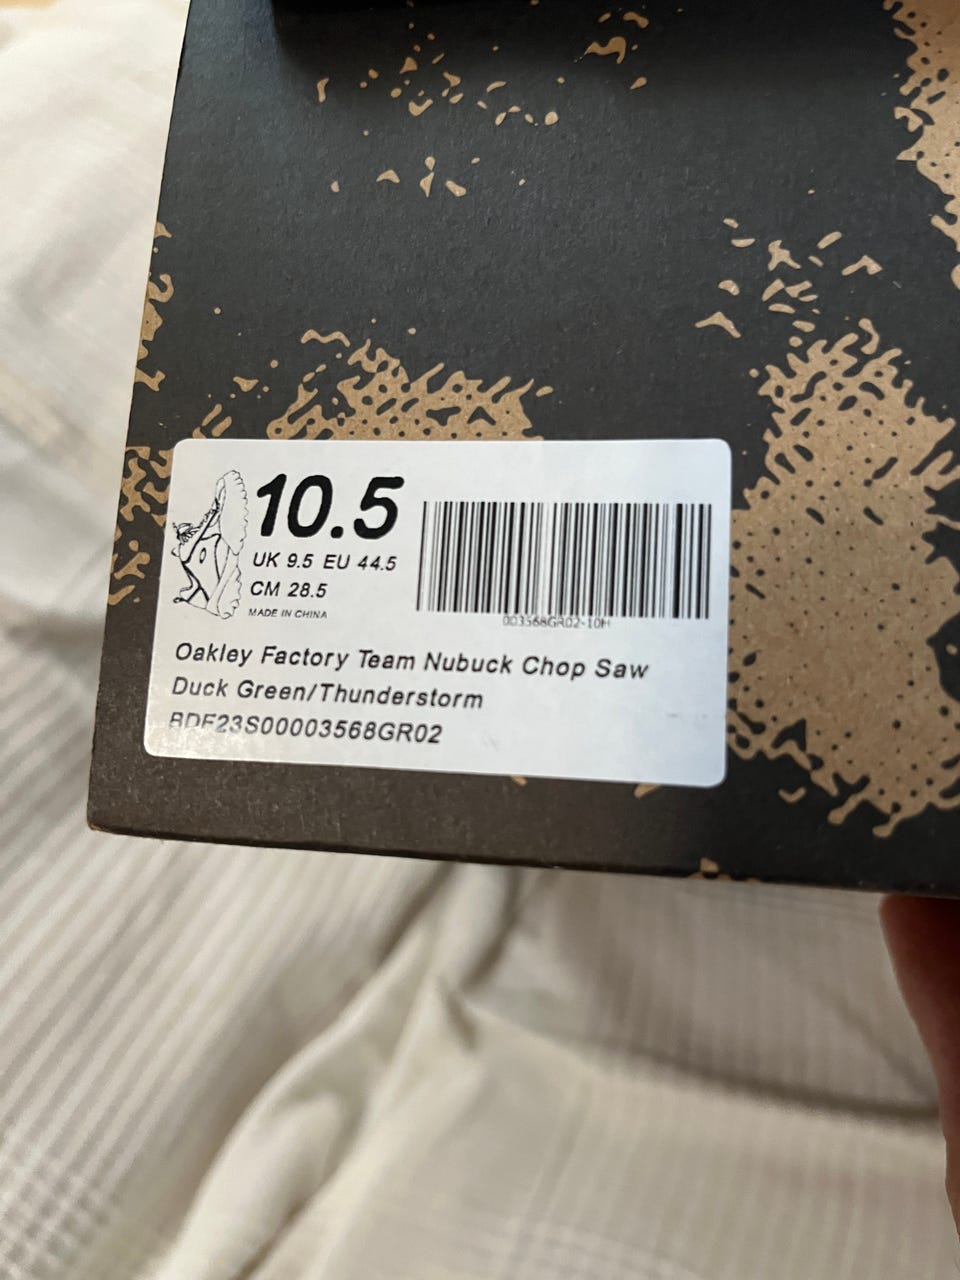 10.5
UK 9.5 EU 44.5
CM 28.5
MADE IN CHINA
003568GR02-10H
Oakley Factory Team Nubuck Chop Saw
Duck Green/Thunderstorm
BDF23S00003568GR02